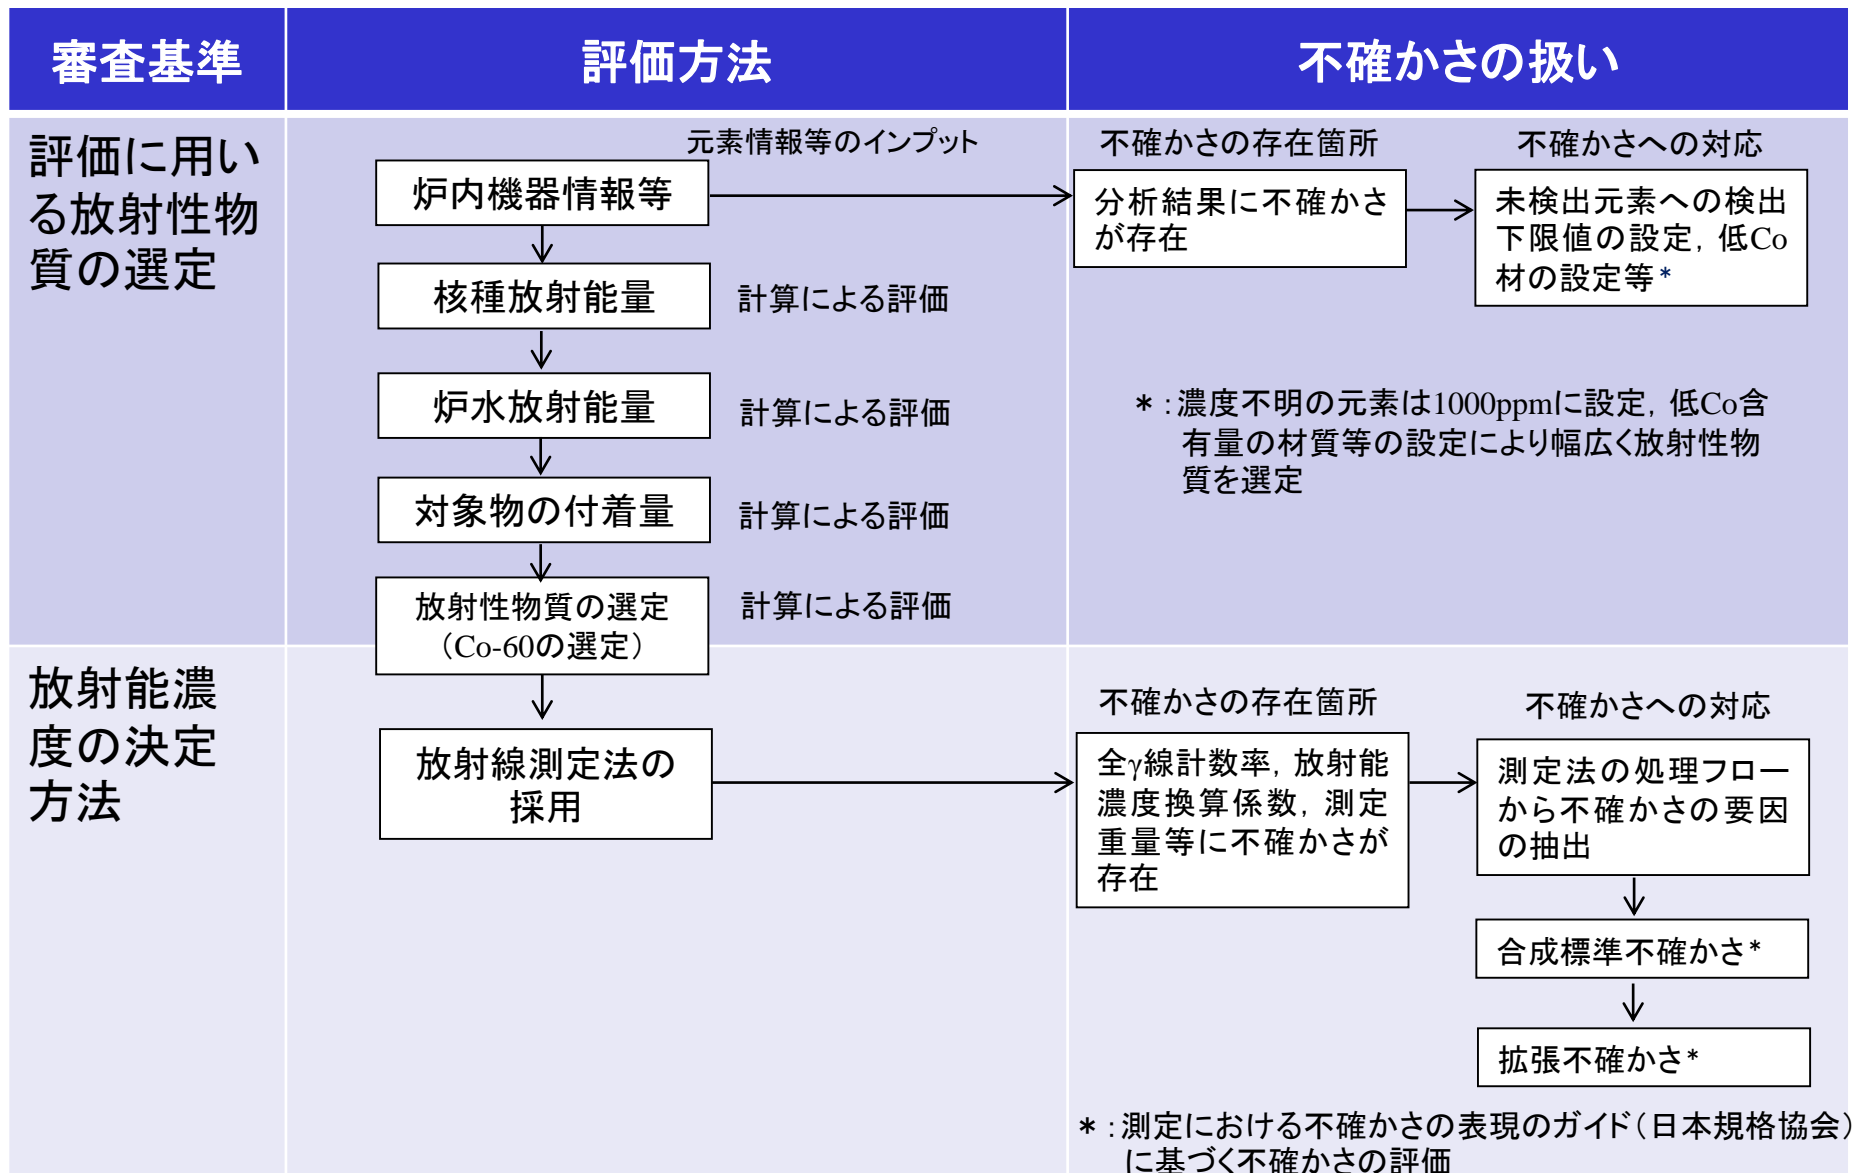 審査基準
評価方法
不確かさの扱い
評価に用い
る放射性物
質の選定
元素情報等のインプット
炉内機器情報等
核種放射能量
計算による評価
炉水放射能量
計算による評価
対象物の付着量
計算による評価
放射性物質の選定
（Co-60の選定）
計算による評価
不確かさの存在箇所
分析結果に不確かさ
が存在
不確かさへの対応
未検出元素への検出
下限値の設定，低Co
材の設定等*
*：濃度不明の元素は1000ppmに設定，低Co含
有量の材質等の設定により幅広く放射性物
質を選定
放射能濃
度の決定
方法
放射線測定法の
採用
不確かさの存在箇所
全γ線計数率，放射能
濃度換算係数，測定
重量等に不確かさが
存在
不確かさへの対応
測定法の処理フロー
から不確かさの要因
の抽出
合成標準不確かさ*
拡張不確かさ*
*：測定における不確かさの表現のガイド（日本規格協会）
に基づく不確かさの評価